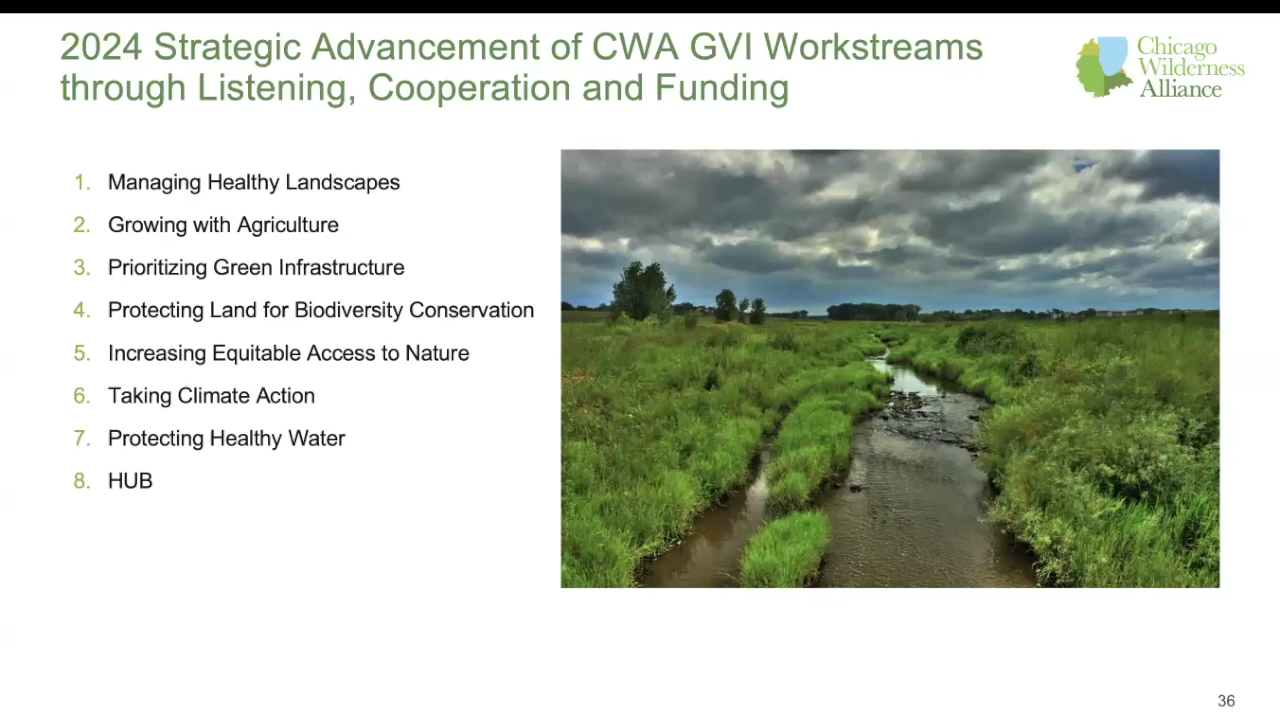 2024 Strategic Advancement of CWA GVI Workstreams
through Listening, Cooperation and Funding
Chicago
Wilderness
Alliance
1. Managing Healthy Landscapes
2. Growing with Agriculture
3. Prioritizing Green Infrastructure
4. Protecting Land for Biodiversity Conservation
5. Increasing Equitable Access to Nature
6. Taking Climate Action
7. Protecting Healthy Water
8. HUB
36